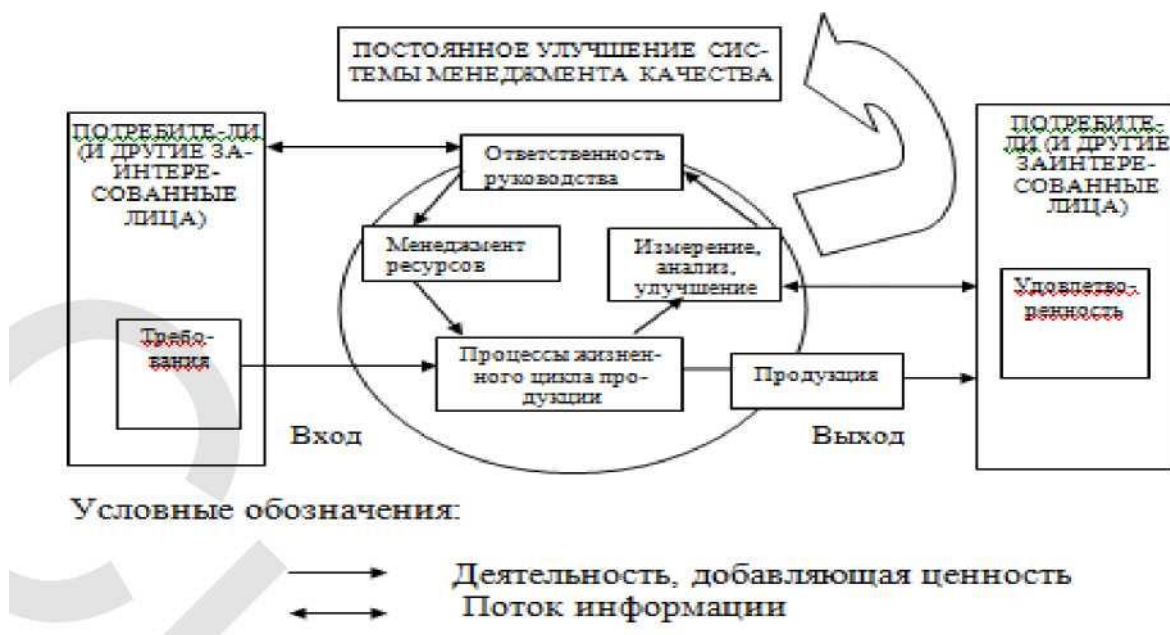 ПОСТОЯННОЕ УЛУЧШЕНИЕ СИС-
ТЕМЫ МЕНЕДЖМЕНТА КАЧЕСТВА
ПОТРЕБИТЕ-ЛИ
(И ДРУГИЕ ЗА-
ИНТЕРЕ-
СОВАННЫЕ
ЛИЦА)
Требо-
вания
Ответственность
руководства
Менеджмент
ресурсов
Измерение,
анализ,
улучшение
Процессы жизнен-
ного цикла про-
дукции
Продукция
ПОТРЕБИТЕ-
ЛИ (И ДРУГИЕ
ЗАИНТЕРЕ-
СОВАННЫЕ
ЛИЦА)
Удовлетво-
ренность
Вход
Выход
Условные обозначения:
Деятельность, добавляющая ценность
Поток информации